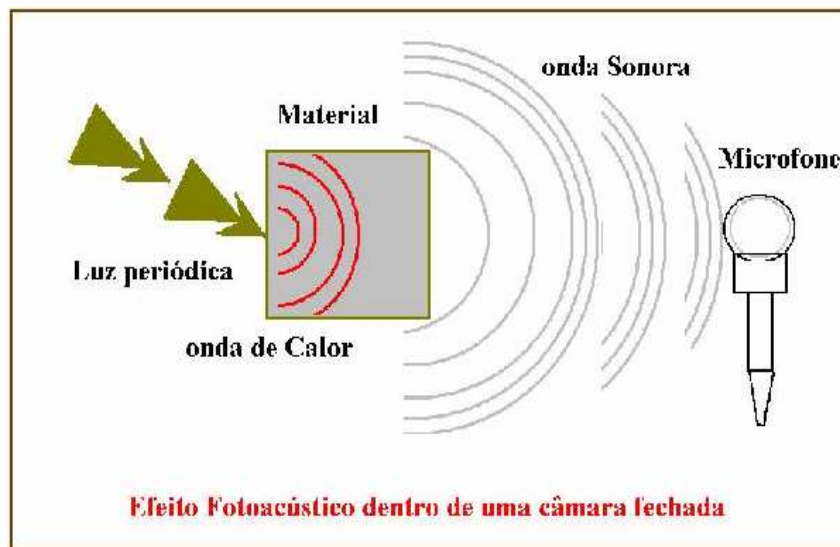 onda Sonora
Material
Microfone
Luz periódica
onda de Calor
Efeito Fotoacústico dentro de uma câmara fechada